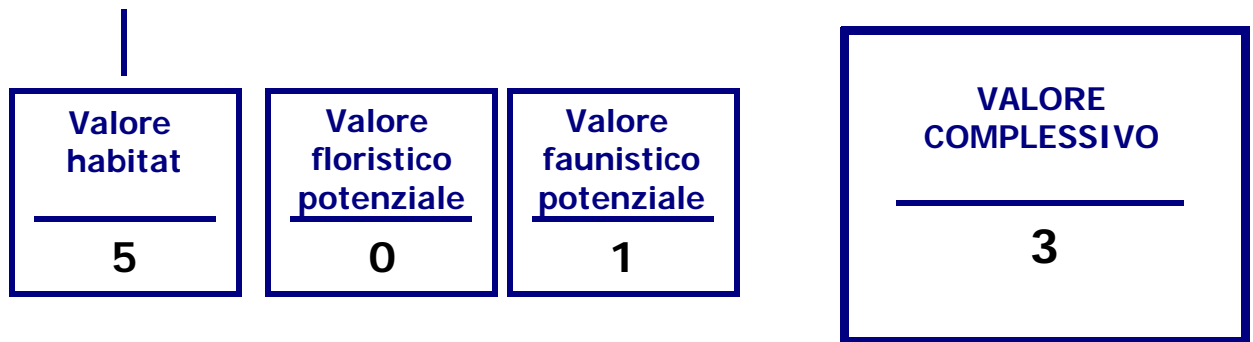 Valore
habitat
5
Valore
floristico
potenziale
0
Valore
faunistico
potenziale
1
VALORE
COMPLESSIVO
3